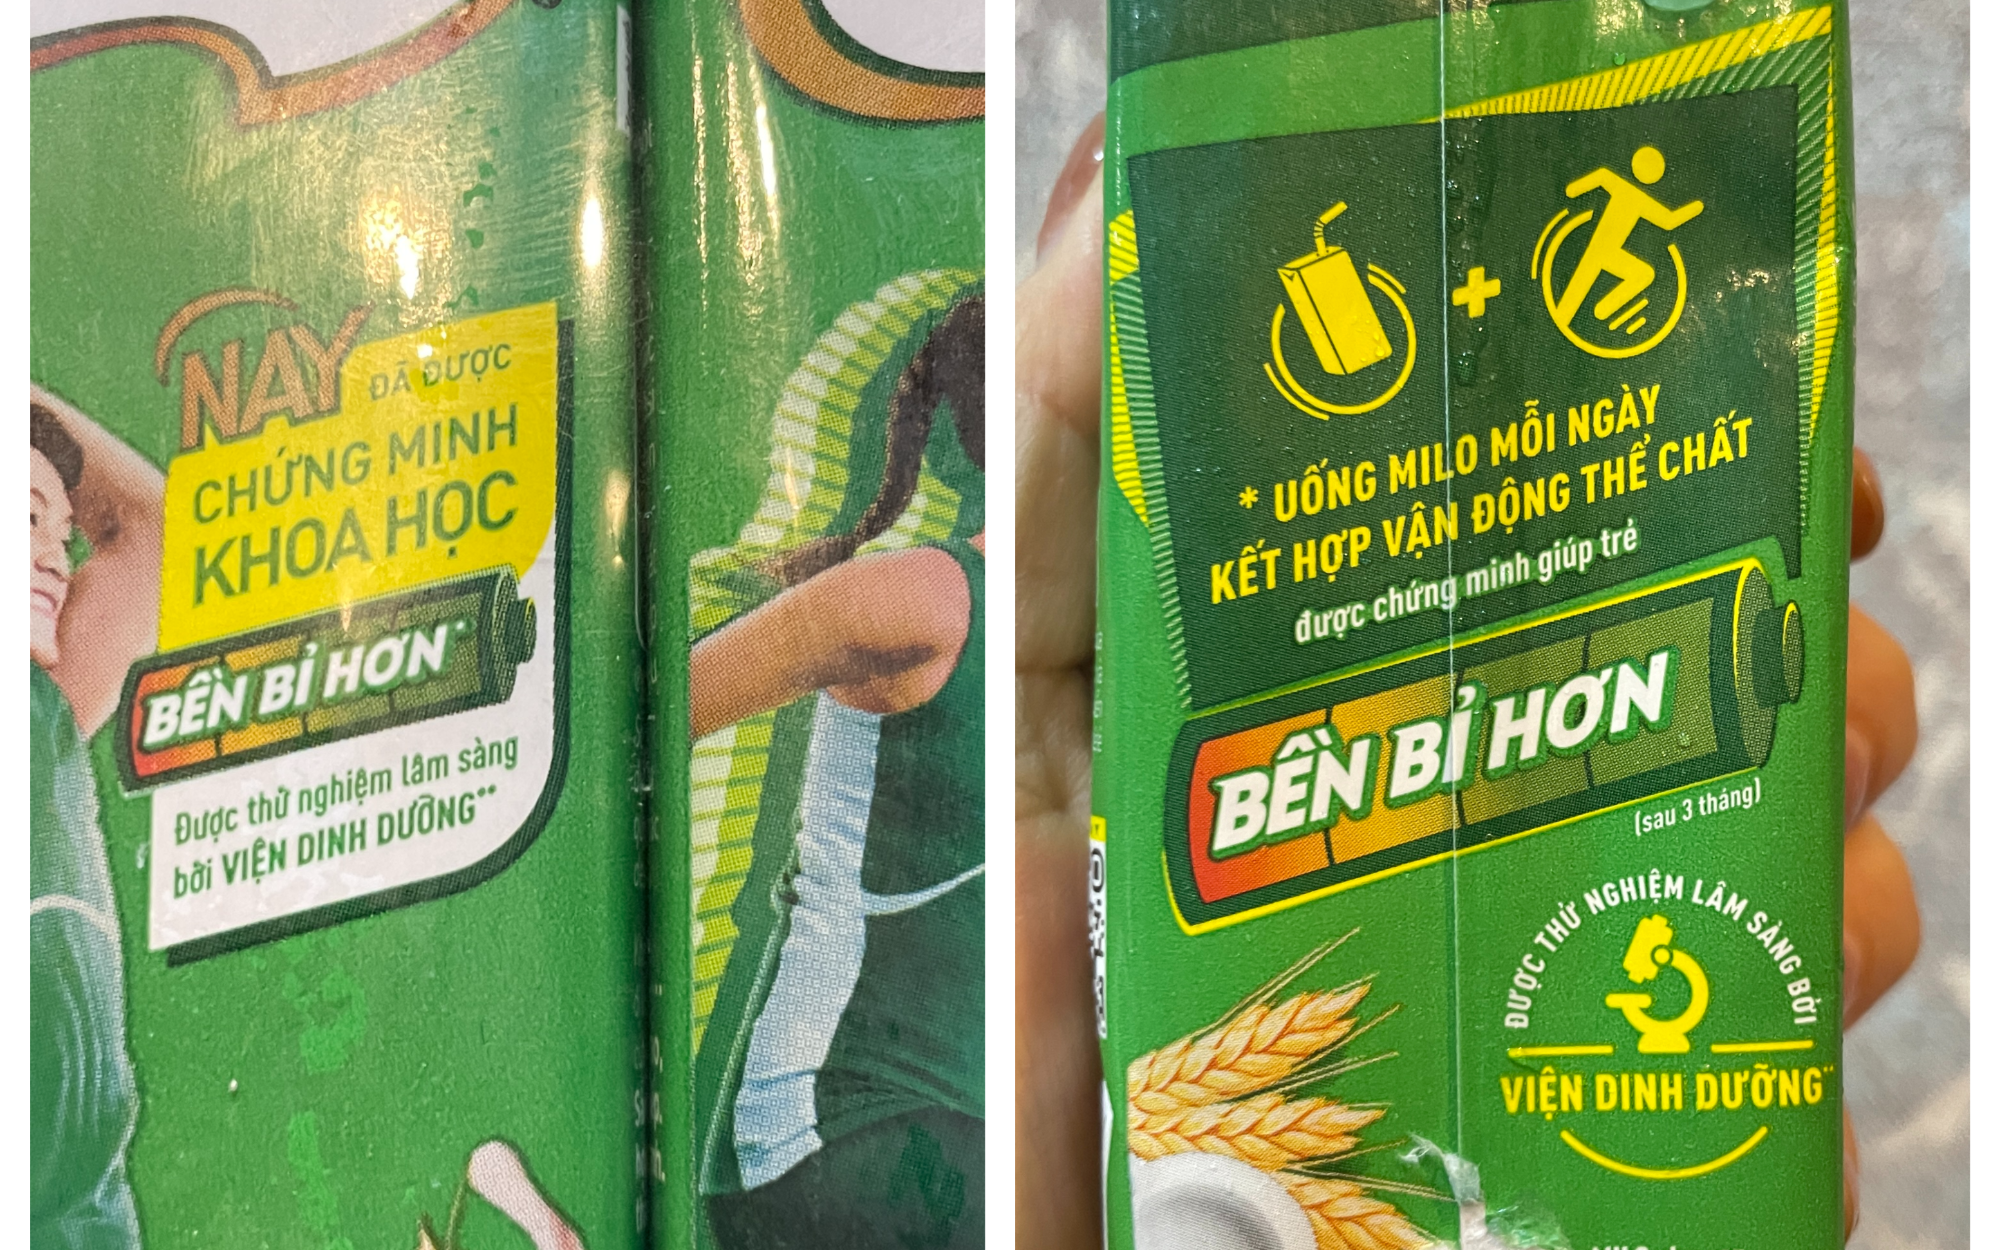 NAY ĐÃ ĐƯỢC
CHỨNG MINH
KHOA HỌC
BỀN BỈ HƠN*
Được thử nghiệm lâm sàng
bởi VIỆN DINH DƯỠNG**
* UỐNG MILO MỖI NGÀY
KẾT HỢP VẬN ĐỘNG THỂ CHẤT
được chứng minh giúp trẻ
BỀN BỈ HƠN
(sau 3 tháng)
ĐƯỢC THỬ NGHIỆM LÂM SÀNG BỞI
VIỆN DINH DƯỠNG**